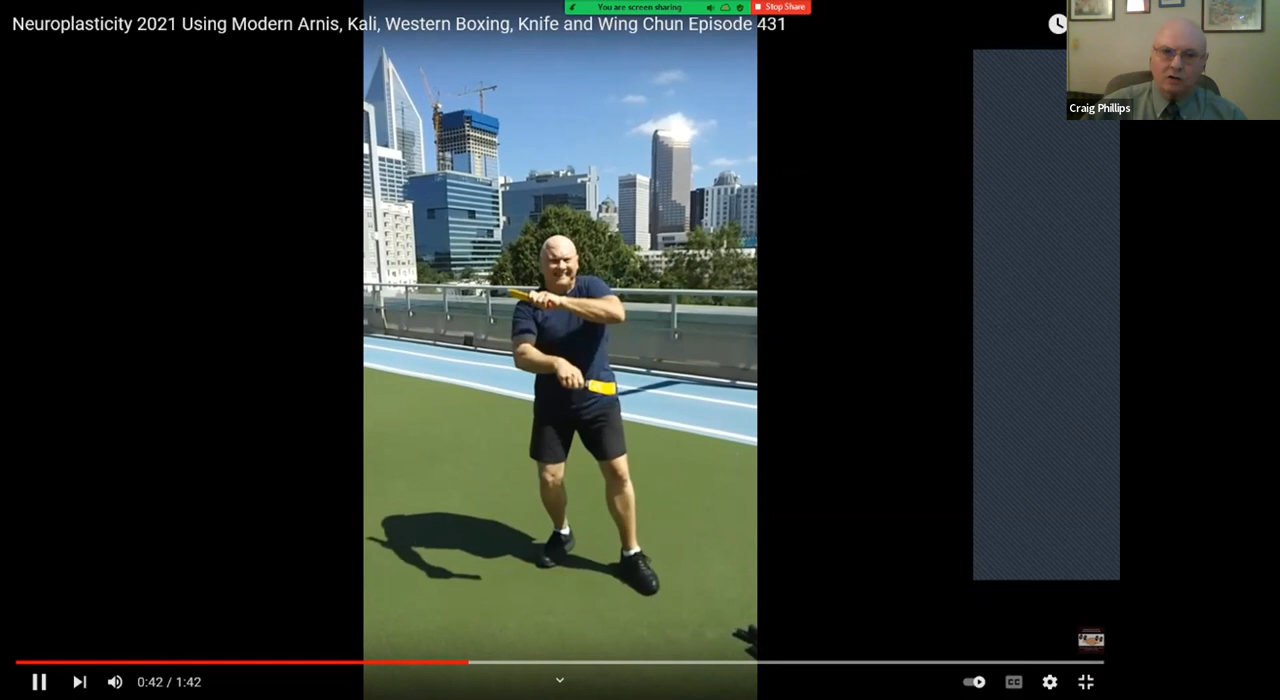 You are screen sharing
Stop Share
Neuroplasticity 2021 Using Modern Arnis, Kali, Western Boxing, Knife and Wing Chun Episode 431
Craig Phillips
0:42 / 1:42
CC